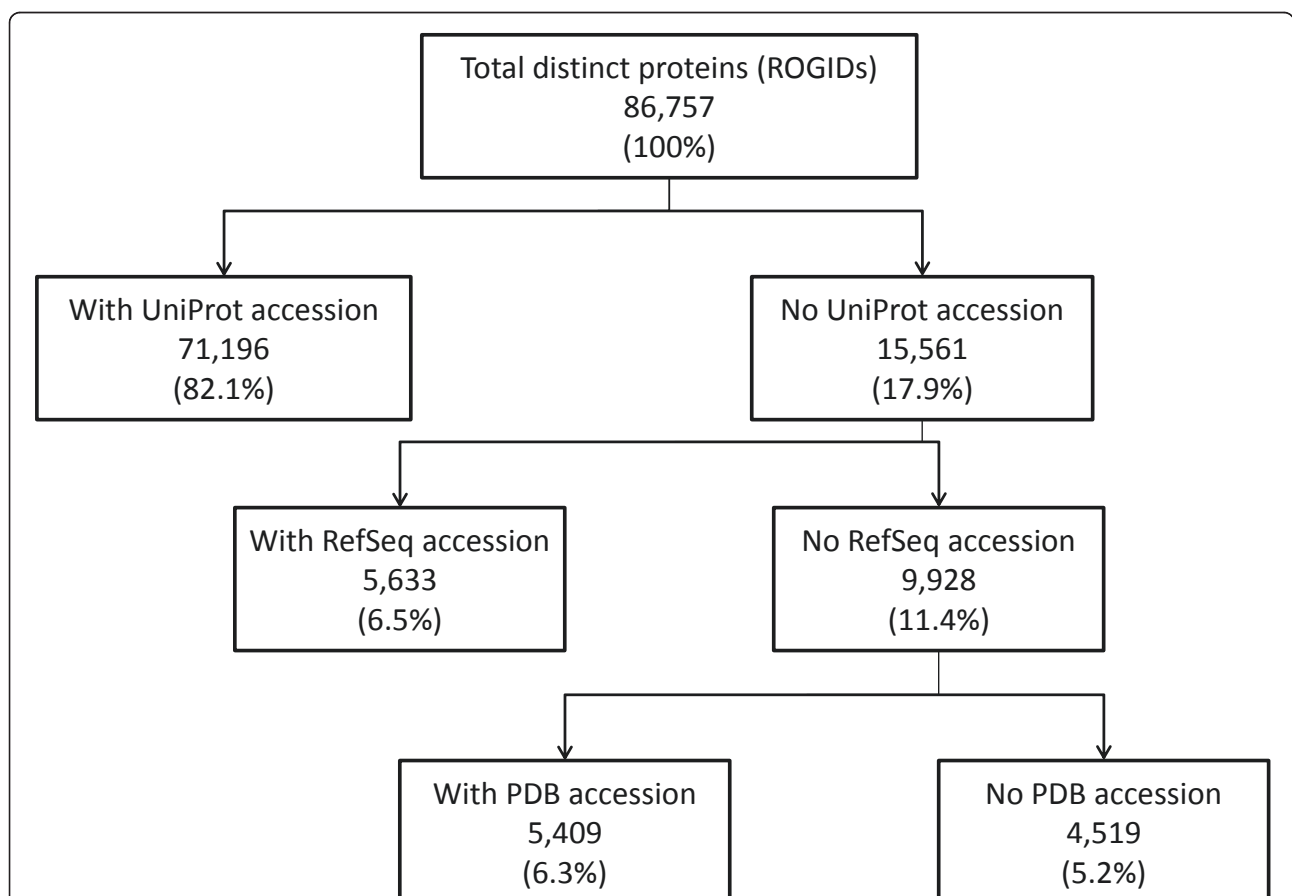 Total distinct proteins (ROGIDs)
86,757
(100%)
With UniProt accession
71,196
(82.1%)
No UniProt accession
15,561
(17.9%)
With RefSeq accession
5,633
(6.5%)
No RefSeq accession
9,928
(11.4%)
With PDB accession
5,409
(6.3%)
No PDB accession
4,519
(5.2%)